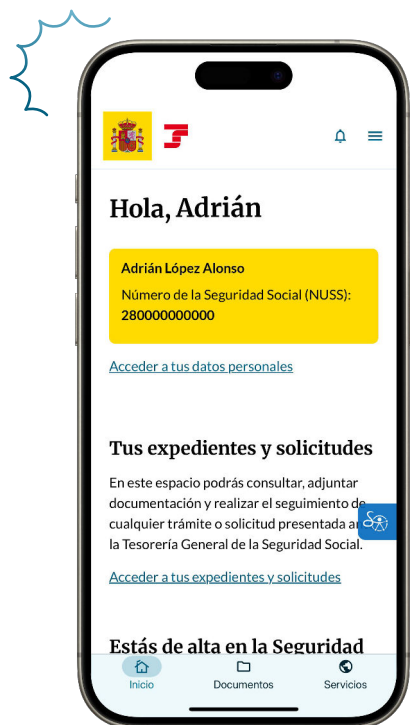 Hola, Adrián
Adrián López Alonso
Número de la Seguridad Social (NUSS):
280000000000
Acceder a tus datos personales
Tus expedientes y solicitudes
En este espacio podrás consultar, adjuntar
documentación y realizar el seguimiento de
cualquier trámite o solicitud presentada
la Tesorería General de la Seguridad Social.
Acceder a tus expedientes y solicitudes
Estás de alta en la Seguridad
Inicio
Documentos
Servicios